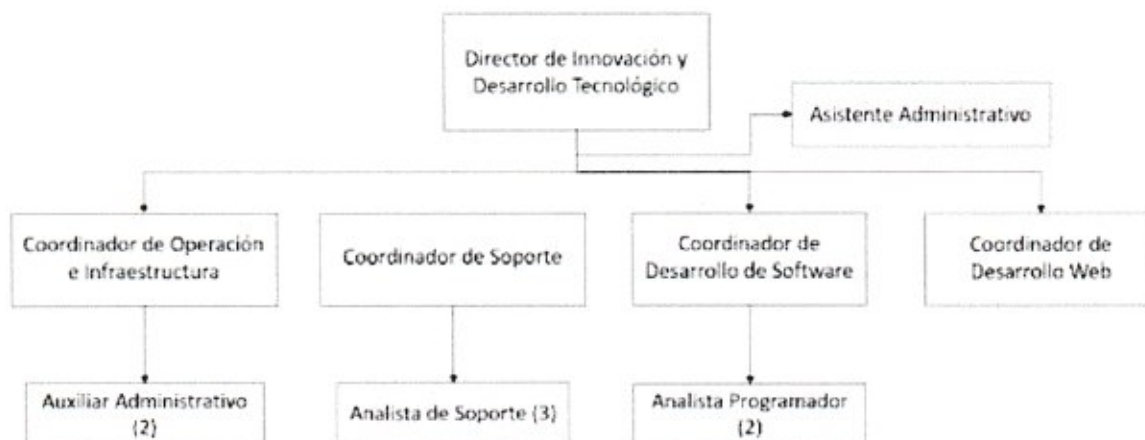 Director de Innovación y
Desarrollo Tecnológico
Asistente Administrativo
Coordinador de Operación
e Infraestructura
Coordinador de Soporte
Coordinador de
Desarrollo de Software
Coordinador de
Desarrollo Web
Auxiliar Administrativo
(2)
Analista de Soporte (3)
Analista Programador
(2)